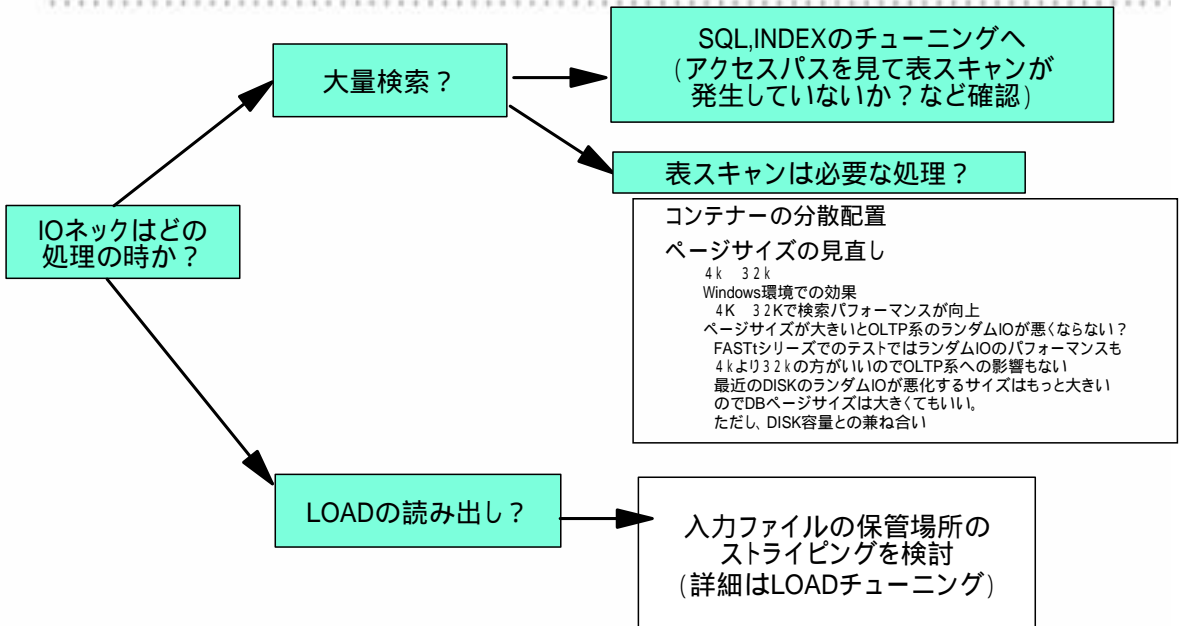 IOネックはどの
処理の時か？
大量検索？
SQL,INDEXのチューニングへ
(アクセスパスを見て表スキャンが
発生していないか？など確認)
表スキャンは必要な処理？
コンテナーの分散配置
ページサイズの見直し
４ｋ　３２ｋ
Windows環境での効果
４K　３２Kで検索パフォーマンスが向上
ページサイズが大きいとOLTP系のランダムIOが悪くならない？
FASTtシリーズでのテストではランダムIOのパフォーマンスも
４ｋより３２ｋの方がいいのでOLTP系への影響もない
最近のDISKのランダムIOが悪化するサイズはもっと大きい
のでDBページサイズは大きくてもいい。
ただし、DISK容量との兼ね合い
LOADの読み出し？
入力ファイルの保管場所の
ストライピングを検討
(詳細はLOADチューニング)